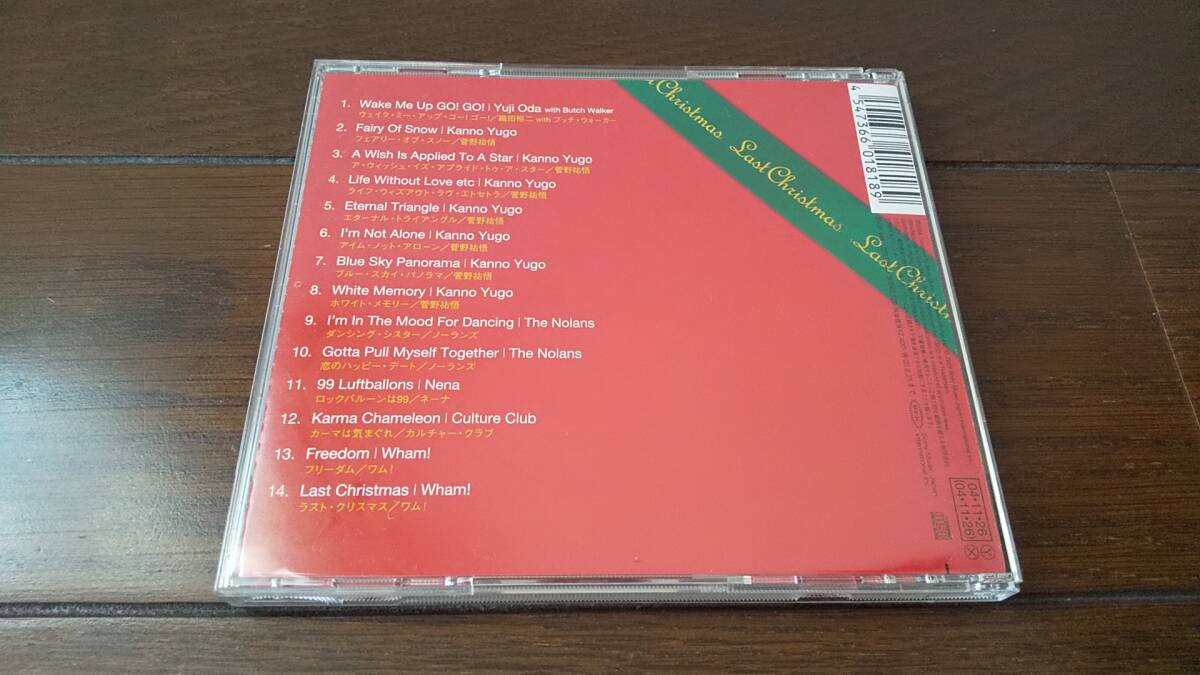 1. Wake Me Up GO! GO! | Yuji Oda with Butch Walker
ウェイク・ミー・アップ・ゴー！ゴー！／織田裕二 with ブッチ・ウォーカー
2. Fairy Of Snow | Kanno Yugo
フェアリー・オブ・スノー／菅野祐悟
3. A Wish Is Applied To A Star | Kanno Yugo
ア・ウィッシュ・イズ・アプライド・トゥ・ア・スター／菅野祐悟
4. Life Without Love etc | Kanno Yugo
ライフ・ウィズアウト・ラヴ・エトセトラ／菅野祐悟
5. Eternal Triangle | Kanno Yugo
エターナル・トライアングル／菅野祐悟
6. I'm Not Alone | Kanno Yugo
アイム・ノット・アローン／菅野祐悟
7. Blue Sky Panorama | Kanno Yugo
ブルー・スカイ・パノラマ／菅野祐悟
8. White Memory | Kanno Yugo
ホワイト・メモリー／菅野祐悟
9. I'm In The Mood For Dancing | The Nolans
ダンシング・シスター／ノーランズ
10. Gotta Pull Myself Together | The Nolans
恋のハッピー・デート／ノーランズ
11. 99 Luftballons | Nena
ロックバルーンは99／ネーナ
12. Karma Chameleon | Culture Club
カーマは気まぐれ／カルチャー・クラブ
13. Freedom | Wham!
フリーダム／ワム！
14. Last Christmas | Wham!
ラスト・クリスマス／ワム！
Christmas Last Christmas Last Christm
4 547366 018189
04・11・26
(04・1・26)
Y
X